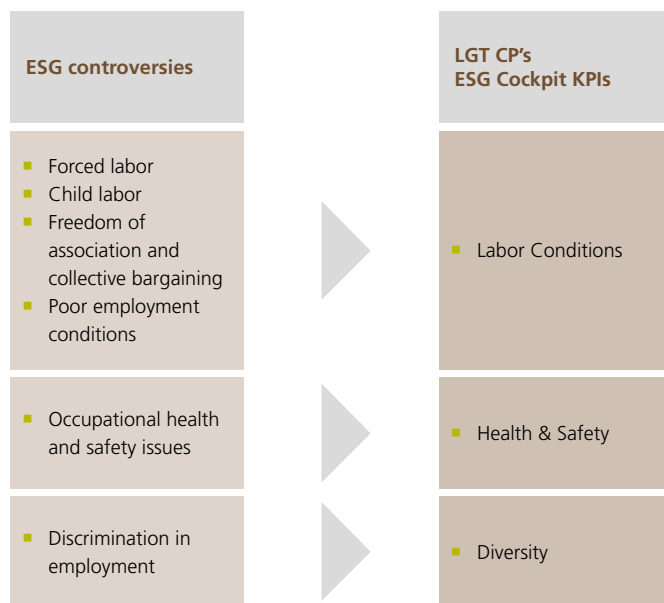 ESG controversies
LGT CP's
ESG Cockpit KPIs
Forced labor
Child labor
Freedom of
association and
collective bargaining
Poor employment
conditions
Labor Conditions
Occupational health
and safety issues
Health & Safety
Discrimination in
employment
Diversity